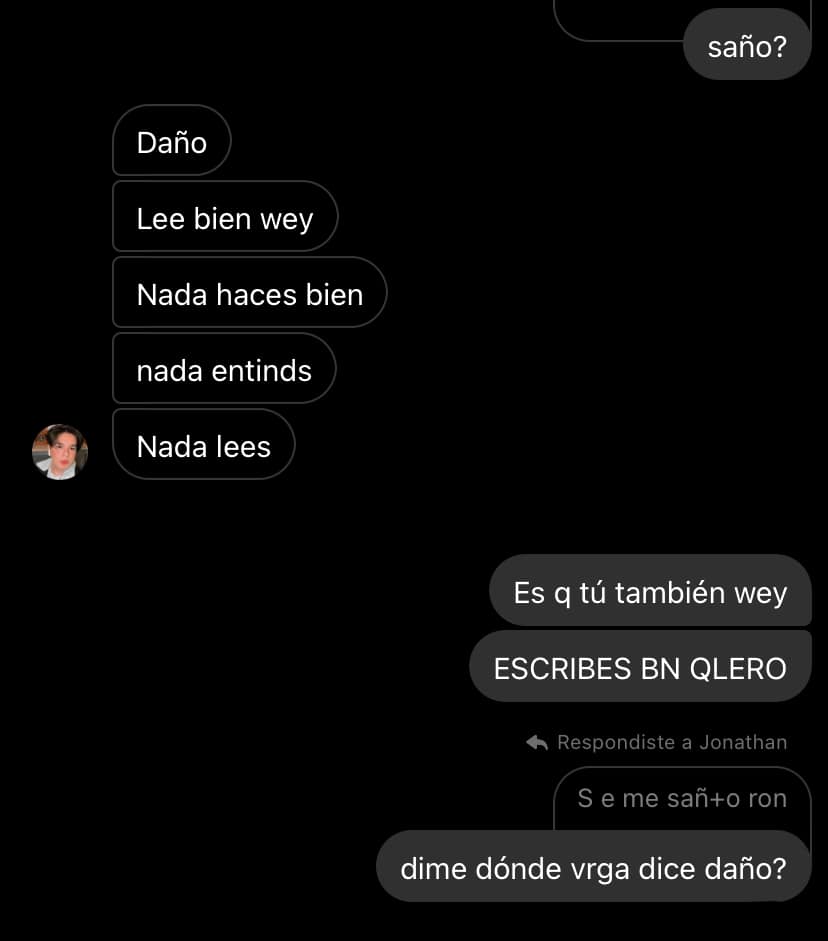 saño?
Daño
Lee bien wey
Nada haces bien
nada entinds
Nada lees
Es q tú también wey
ESCRIBES BN QLERO
Respondiste a Jonathan
S e me sañ+o ron
dime dónde vrga dice daño?